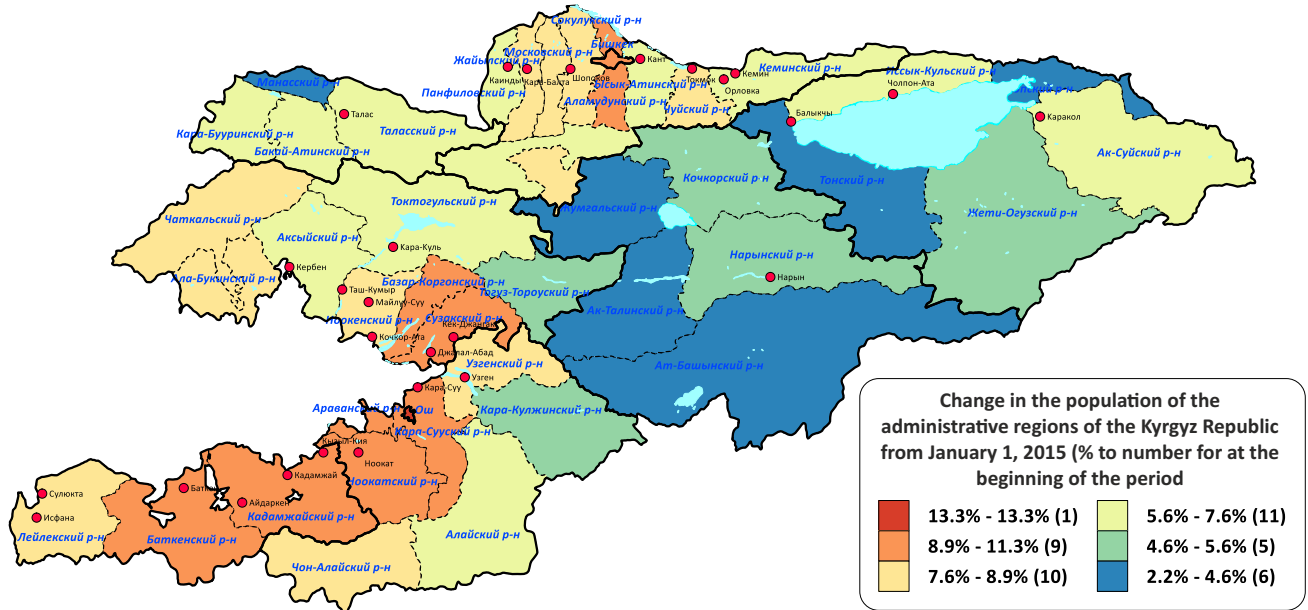 Сокулукский р-н
Бишкек
Московский р-н
Жайылский р-н
Кант
Кеминский р-н
Иссык-Кульский р-н
Токмак
Кемин
Каинды
Кара-Балта
Шопоков
Ысык-Атинский р-н
Орловка
Чолпон-Ата
Манасский р-н
Панфиловский р-н
Аламудунский р-н
Чуйский р-н
Балыкчы
Каракол
Талас
Кара-Бууринский р-н
Таласский р-н
Бакай-Атинский р-н
Ак-Суйский р-н
Кочкорский р-н
Тонский р-н
Токтогульский р-н
Жумгальский р-н
Чаткальский р-н
Жети-Огузский р-н
Аксыйский р-н
Кара-Куль
Нарынский р-н
Кербен
Нарын
Ала-Букинский р-н
Базар-Коргонский р-н
Тогуз-Тороуский р-н
Таш-Кумыр
Майлуу-Суу
Ак-Талинский р-н
Ноокенский р-н
Сузакский р-н
Кек-Джангак
Кочкор-Ата
Джалал-Абад
Узгенский р-н
Ат-Башынский р-н
Узген
Кара-Суу
Араванский р-н
Ош
Кара-Кулжинский р-н
Кара-Сууский р-н
Кызыл-Кия
Ноокат
Кадамжай
Ноокатский р-н
Сулюкта
Баткен
Айдаркен
Исфана
Кадамжайский р-н
Лейлекский р-н
Баткенский р-н
Алайский р-н
Чон-Алайский р-н
Change in the population of the
administrative regions of the Kyrgyz Republic
from January 1, 2015 (% to number for at the
beginning of the period
13.3% - 13.3% (1)
8.9% - 11.3% (9)
7.6% - 8.9% (10)
5.6% - 7.6% (11)
4.6% - 5.6% (5)
2.2% - 4.6% (6)